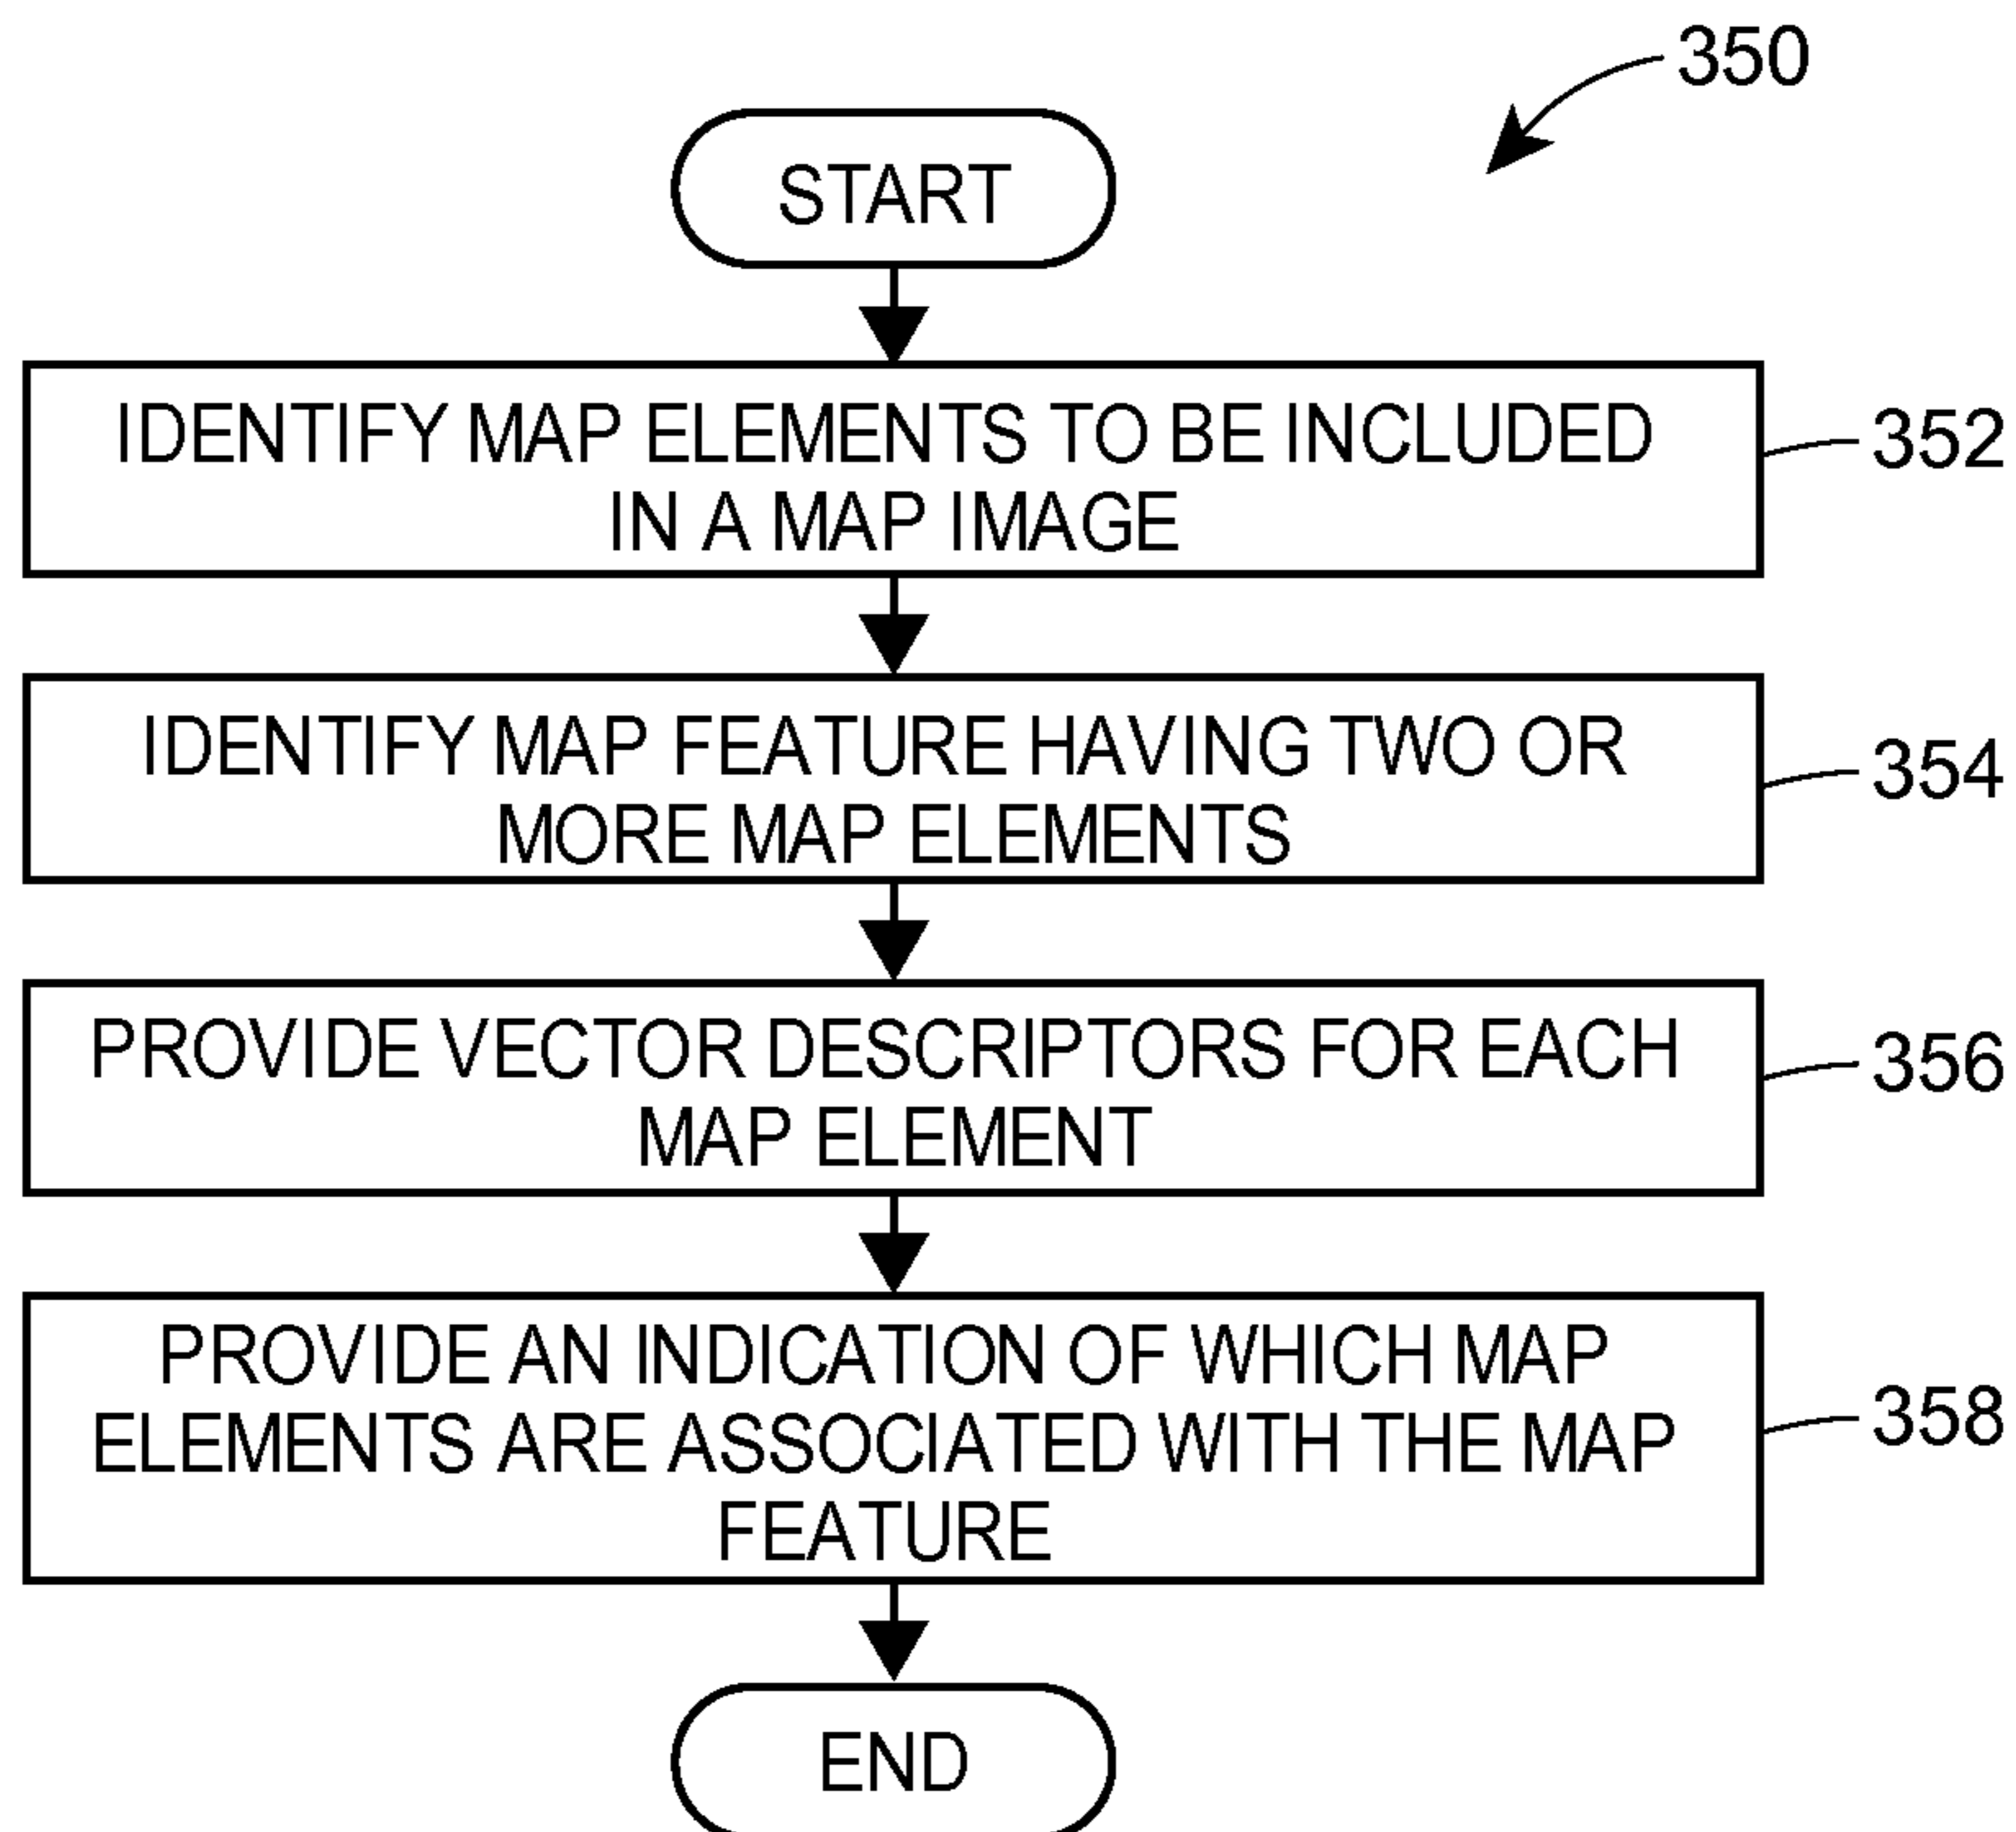 350
START
IDENTIFY MAP ELEMENTS TO BE INCLUDED
IN A MAP IMAGE
352
IDENTIFY MAP FEATURE HAVING TWO OR
MORE MAP ELEMENTS
354
PROVIDE VECTOR DESCRIPTORS FOR EACH
MAP ELEMENT
356
PROVIDE AN INDICATION OF WHICH MAP
ELEMENTS ARE ASSOCIATED WITH THE MAP
FEATURE
358
END